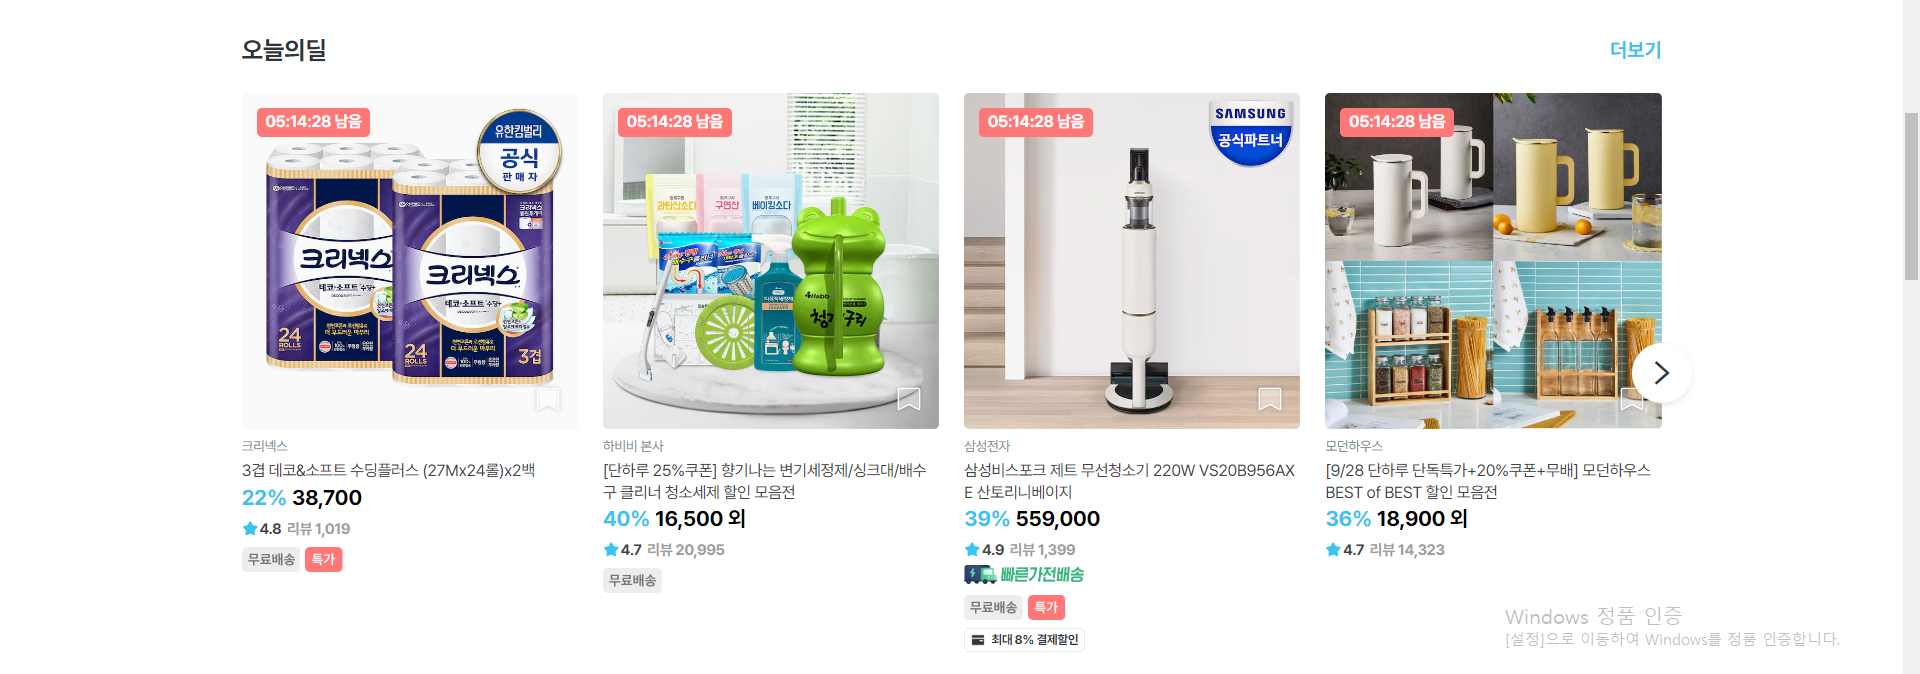 오늘의딜
더보기
05:14:28 남음
유한킴벌리
공식
판매자
크리넥스
데코&소프트 수딩+
24
ROLLS
크리넥스
데코&소프트 수딩+
24
ROLLS
3겹
크리넥스
3겹 데코&소프트 수딩플러스 (27Mx24롤)x2백
22% 38,700
4.8 리뷰 1,019
무료배송 특가
05:14:28 남음
과탄산소다
구연산
베이킹소다
Habb
하비비 본사
[단하루 25%쿠폰] 향기나는 변기세정제/싱크대/배수
구 클리너 청소세제 할인 모음전
40% 16,500 외
4.7 리뷰 20,995
무료배송
05:14:28 남음
SAMSUNG
공식파트너
삼성전자
삼성비스포크 제트 무선청소기 220W VS20B956AX
E 산토리니베이지
39% 559,000
4.9 리뷰 1,399
빠른가전배송
무료배송 특가
최대 8% 결제할인
05:14:28 남음
모던하우스
[9/28 단하루 단독특가+20%쿠폰+무배] 모던하우스
BEST of BEST 할인 모음전
36% 18,900 외
4.7 리뷰 14,323
Windows 정품 인증
[설정]으로 이동하여 Windows를 정품 인증합니다.